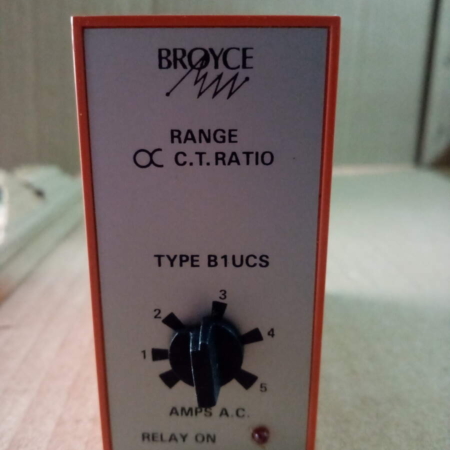 BROYCE
RANGE
∝ C.T. RATIO
TYPE B1UCS
1 2 3 4 5
AMPS A.C.
RELAY ON